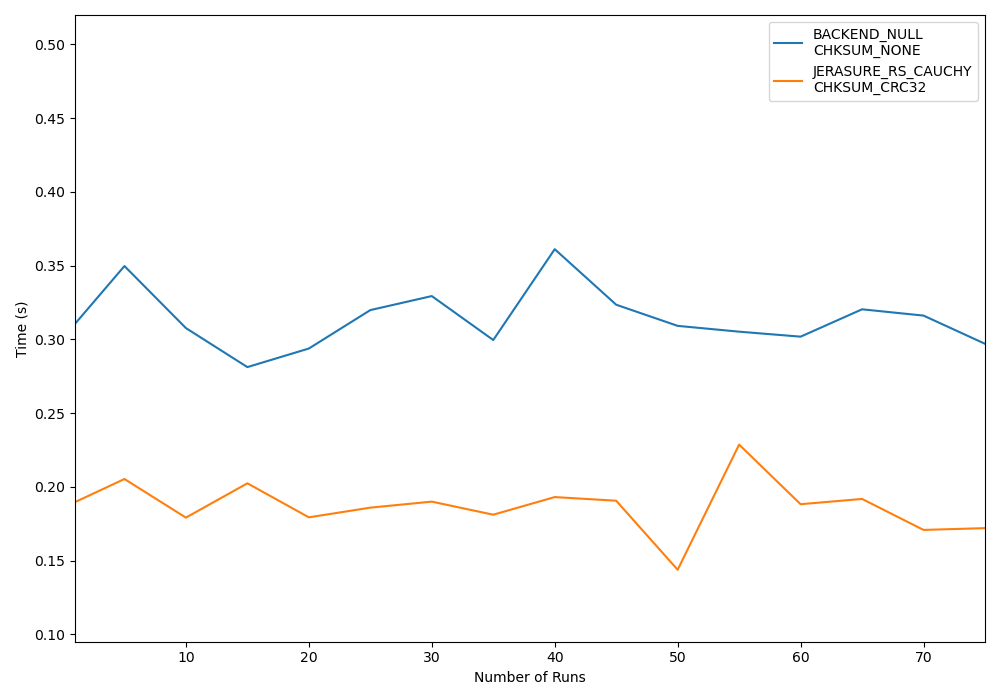 BACKEND_NULL
CHKSUM_NONE
JERASURE_RS_CAUCHY
CHKSUM_CRC32
0.50
0.45
0.40
0.35
0.30
0.25
0.20
0.15
0.10
Time (s)
10 20 30 40 50 60 70
Number of Runs